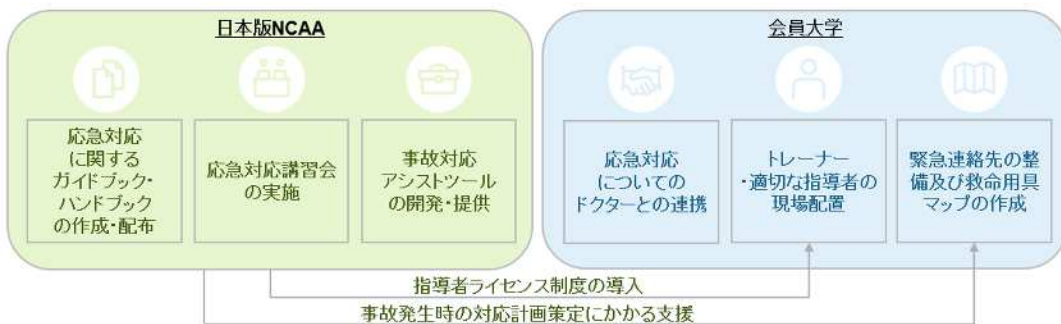 日本版NCAA
応急対応
に関する
ガイドブック・
ハンドブック
の作成・配布
応急対応講習会
の実施
事故対応
アシストツール
の開発・提供
会員大学
応急対応
についての
ドクターとの連携
トレーナー
・適切な指導者の
現場配置
緊急連絡先の整
備及び救命用具
マップの作成
指導者ライセンス制度の導入
事故発生時の対応計画策定にかかる支援